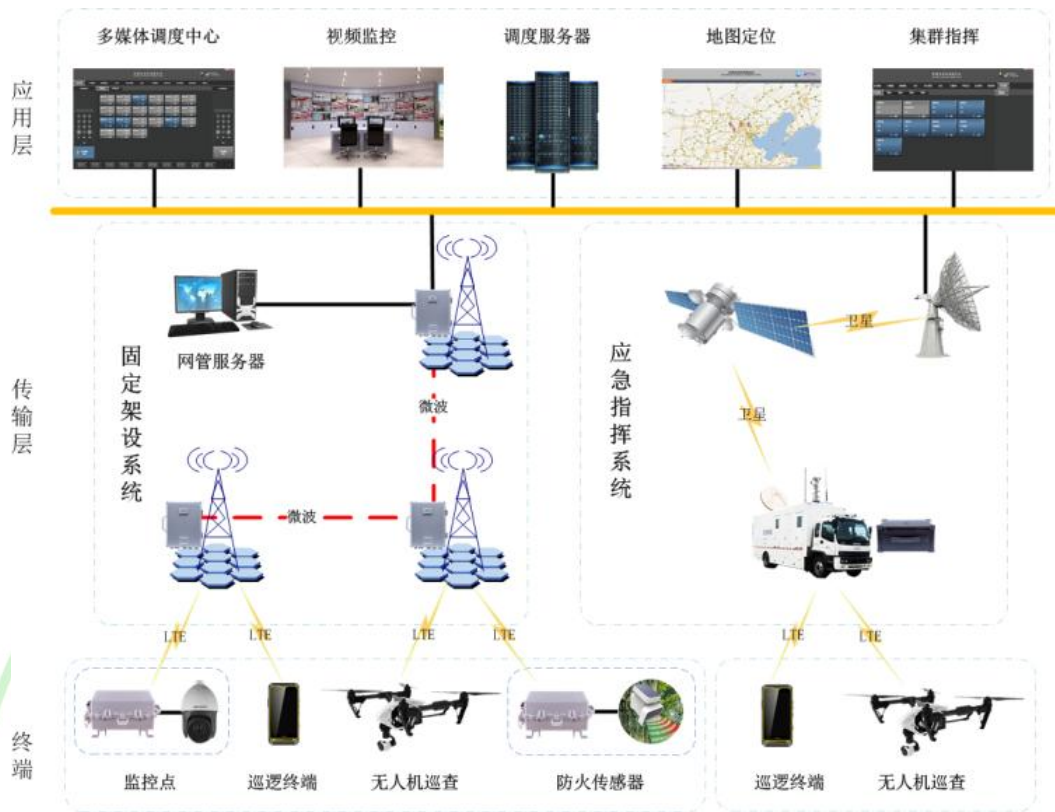 多媒体调度中心
视频监控
调度服务器
地图定位
集群指挥
应用层
传输层
固定架设系统
网管服务器
微波
微波
应急指挥系统
卫星
卫星
LTE
LTE
LTE
LTE
LTE
LTE
终端
监控点
巡逻终端
无人机巡查
防火传感器
巡逻终端
无人机巡查